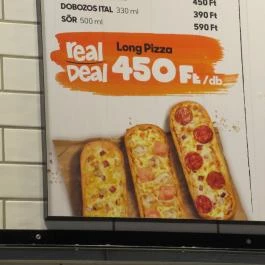 450 Ft
DOBOZOS ITAL 330 ml 390 Ft
SÖR 500 ml 590 Ft
real Long Pizza
Deal 450 Ft/db